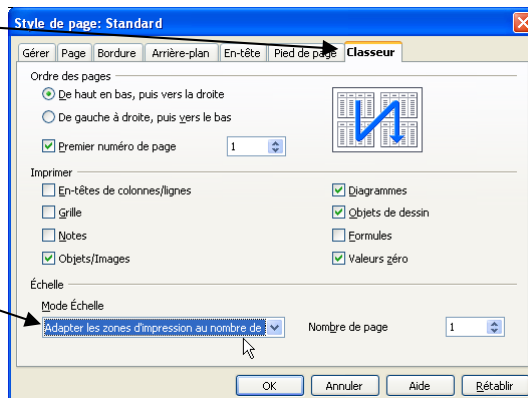 Style de page: Standard
Gérer Page Bordure Arrière-plan En-tête Pied de page Classeur
Ordre des pages
De haut en bas, puis vers la droite
De gauche à droite, puis vers le bas
Premier numéro de page 1
Imprimer
En-têtes de colonnes/lignes Diagrammes
Grille Objets de dessin
Notes Formules
Objets/Images Valeurs zéro
Échelle
Mode Échelle
Adapter les zones d'impression au nombre de Nombre de page 1
OK Annuler Aide Rétablir